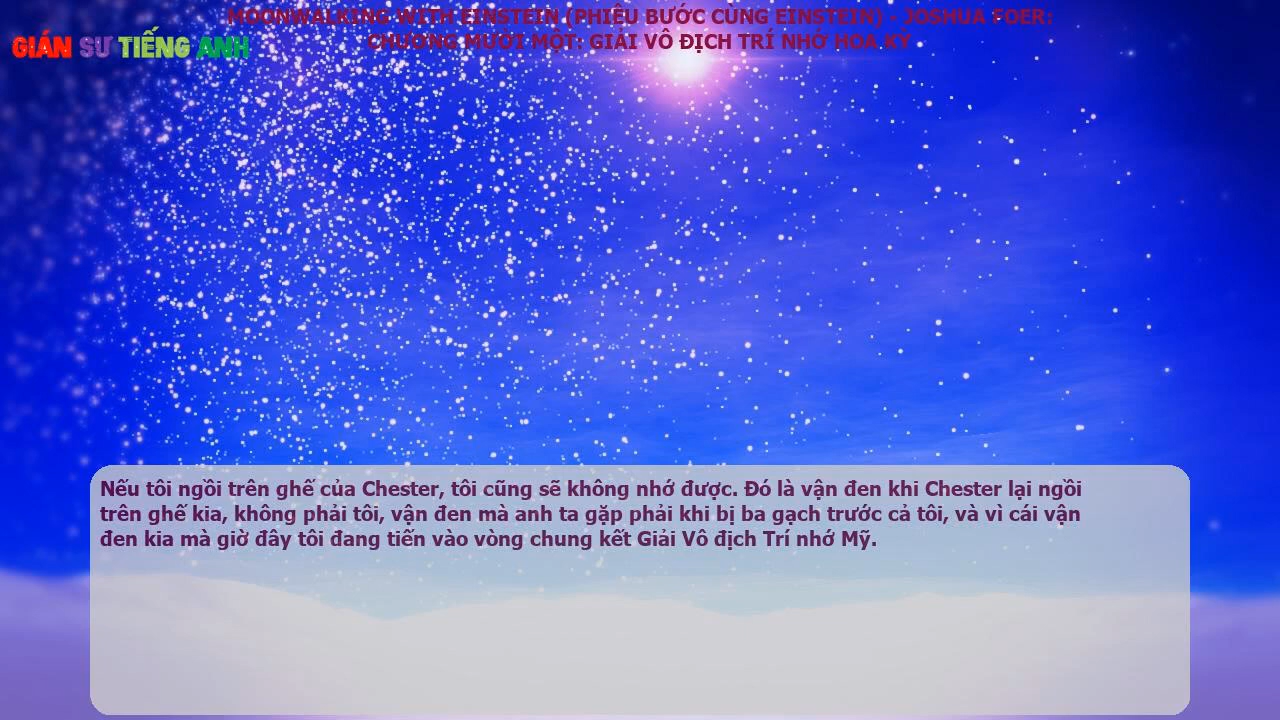 MOONWALKING WITH EINSTEIN (PHIÊU BƯỚC CÙNG EINSTEIN) - JOSHUA FOER:
CHƯƠNG MƯỜI MỘT: GIẢI VÔ ĐỊCH TRÍ NHỚ HOA KỲ
GIÁN SƯ TIẾNG ANH
Nếu tôi ngồi trên ghế của Chester, tôi cũng sẽ không nhớ được. Đó là vận đen khi Chester lại ngồi
trên ghế kia, không phải tôi, vận đen mà anh ta gặp phải khi bị ba gạch trước cả tôi, và vì cái vận
đen kia mà giờ đây tôi đang tiến vào vòng chung kết Giải Vô địch Trí nhớ Mỹ.